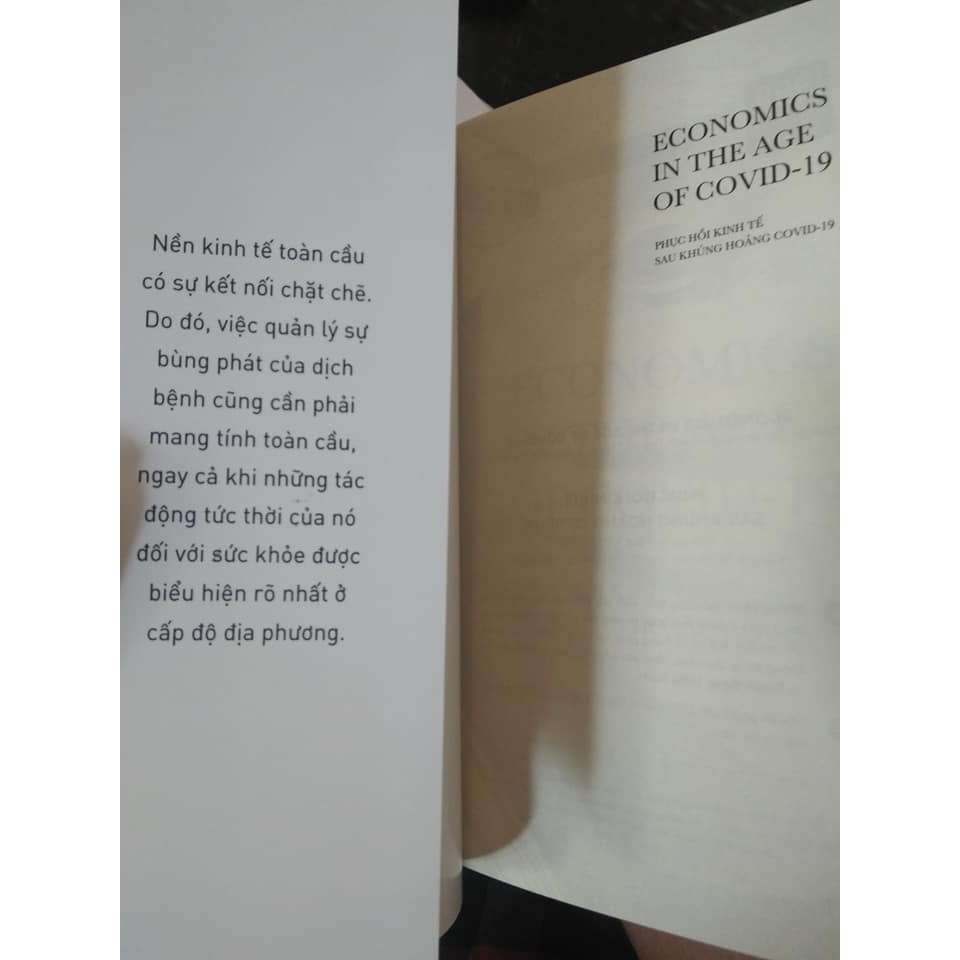 Nền kinh tế toàn cầu
có sự kết nối chặt chẽ.
Do đó, việc quản lý sự
bùng phát của dịch
bệnh cũng cần phải
mang tính toàn cầu,
ngay cả khi những tác
động tức thời của nó
đối với sức khỏe được
biểu hiện rõ nhất ở
cấp độ địa phương.
ECONOMICS
IN THE AGE
OF COVID-19
PHỤC HỒI KINH TẾ
SAU KHỦNG HOẢNG COVID-19